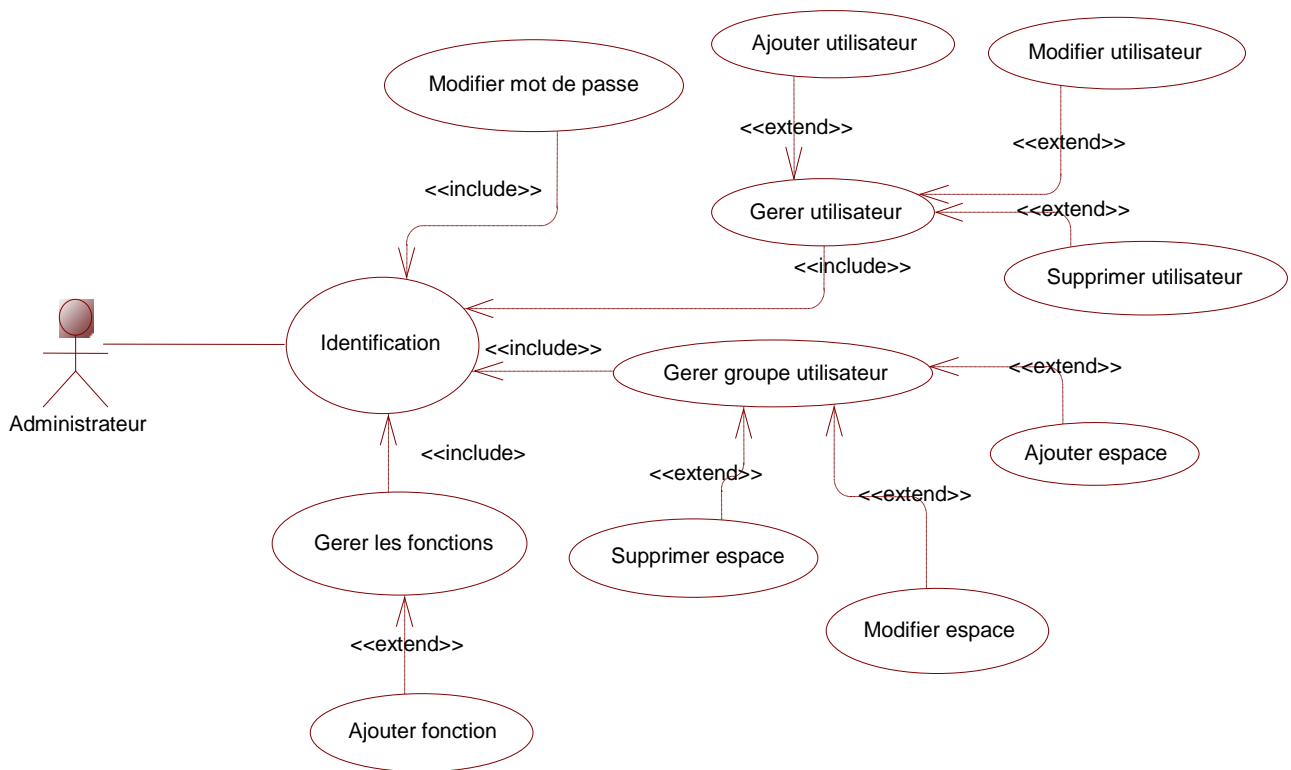 Ajouter utilisateur
Modifier utilisateur
Modifier mot de passe
<<extend>>
<<extend>>
<<include>>
Gerer utilisateur
<<extend>>
<<include>>
Supprimer utilisateur
Identification
<<include>>
Gerer groupe utilisateur
<<extend>>
Administrateur
<<include>
Ajouter espace
<<extend>>
<<extend>>
Gerer les fonctions
Supprimer espace
Modifier espace
<<extend>>
Ajouter fonction